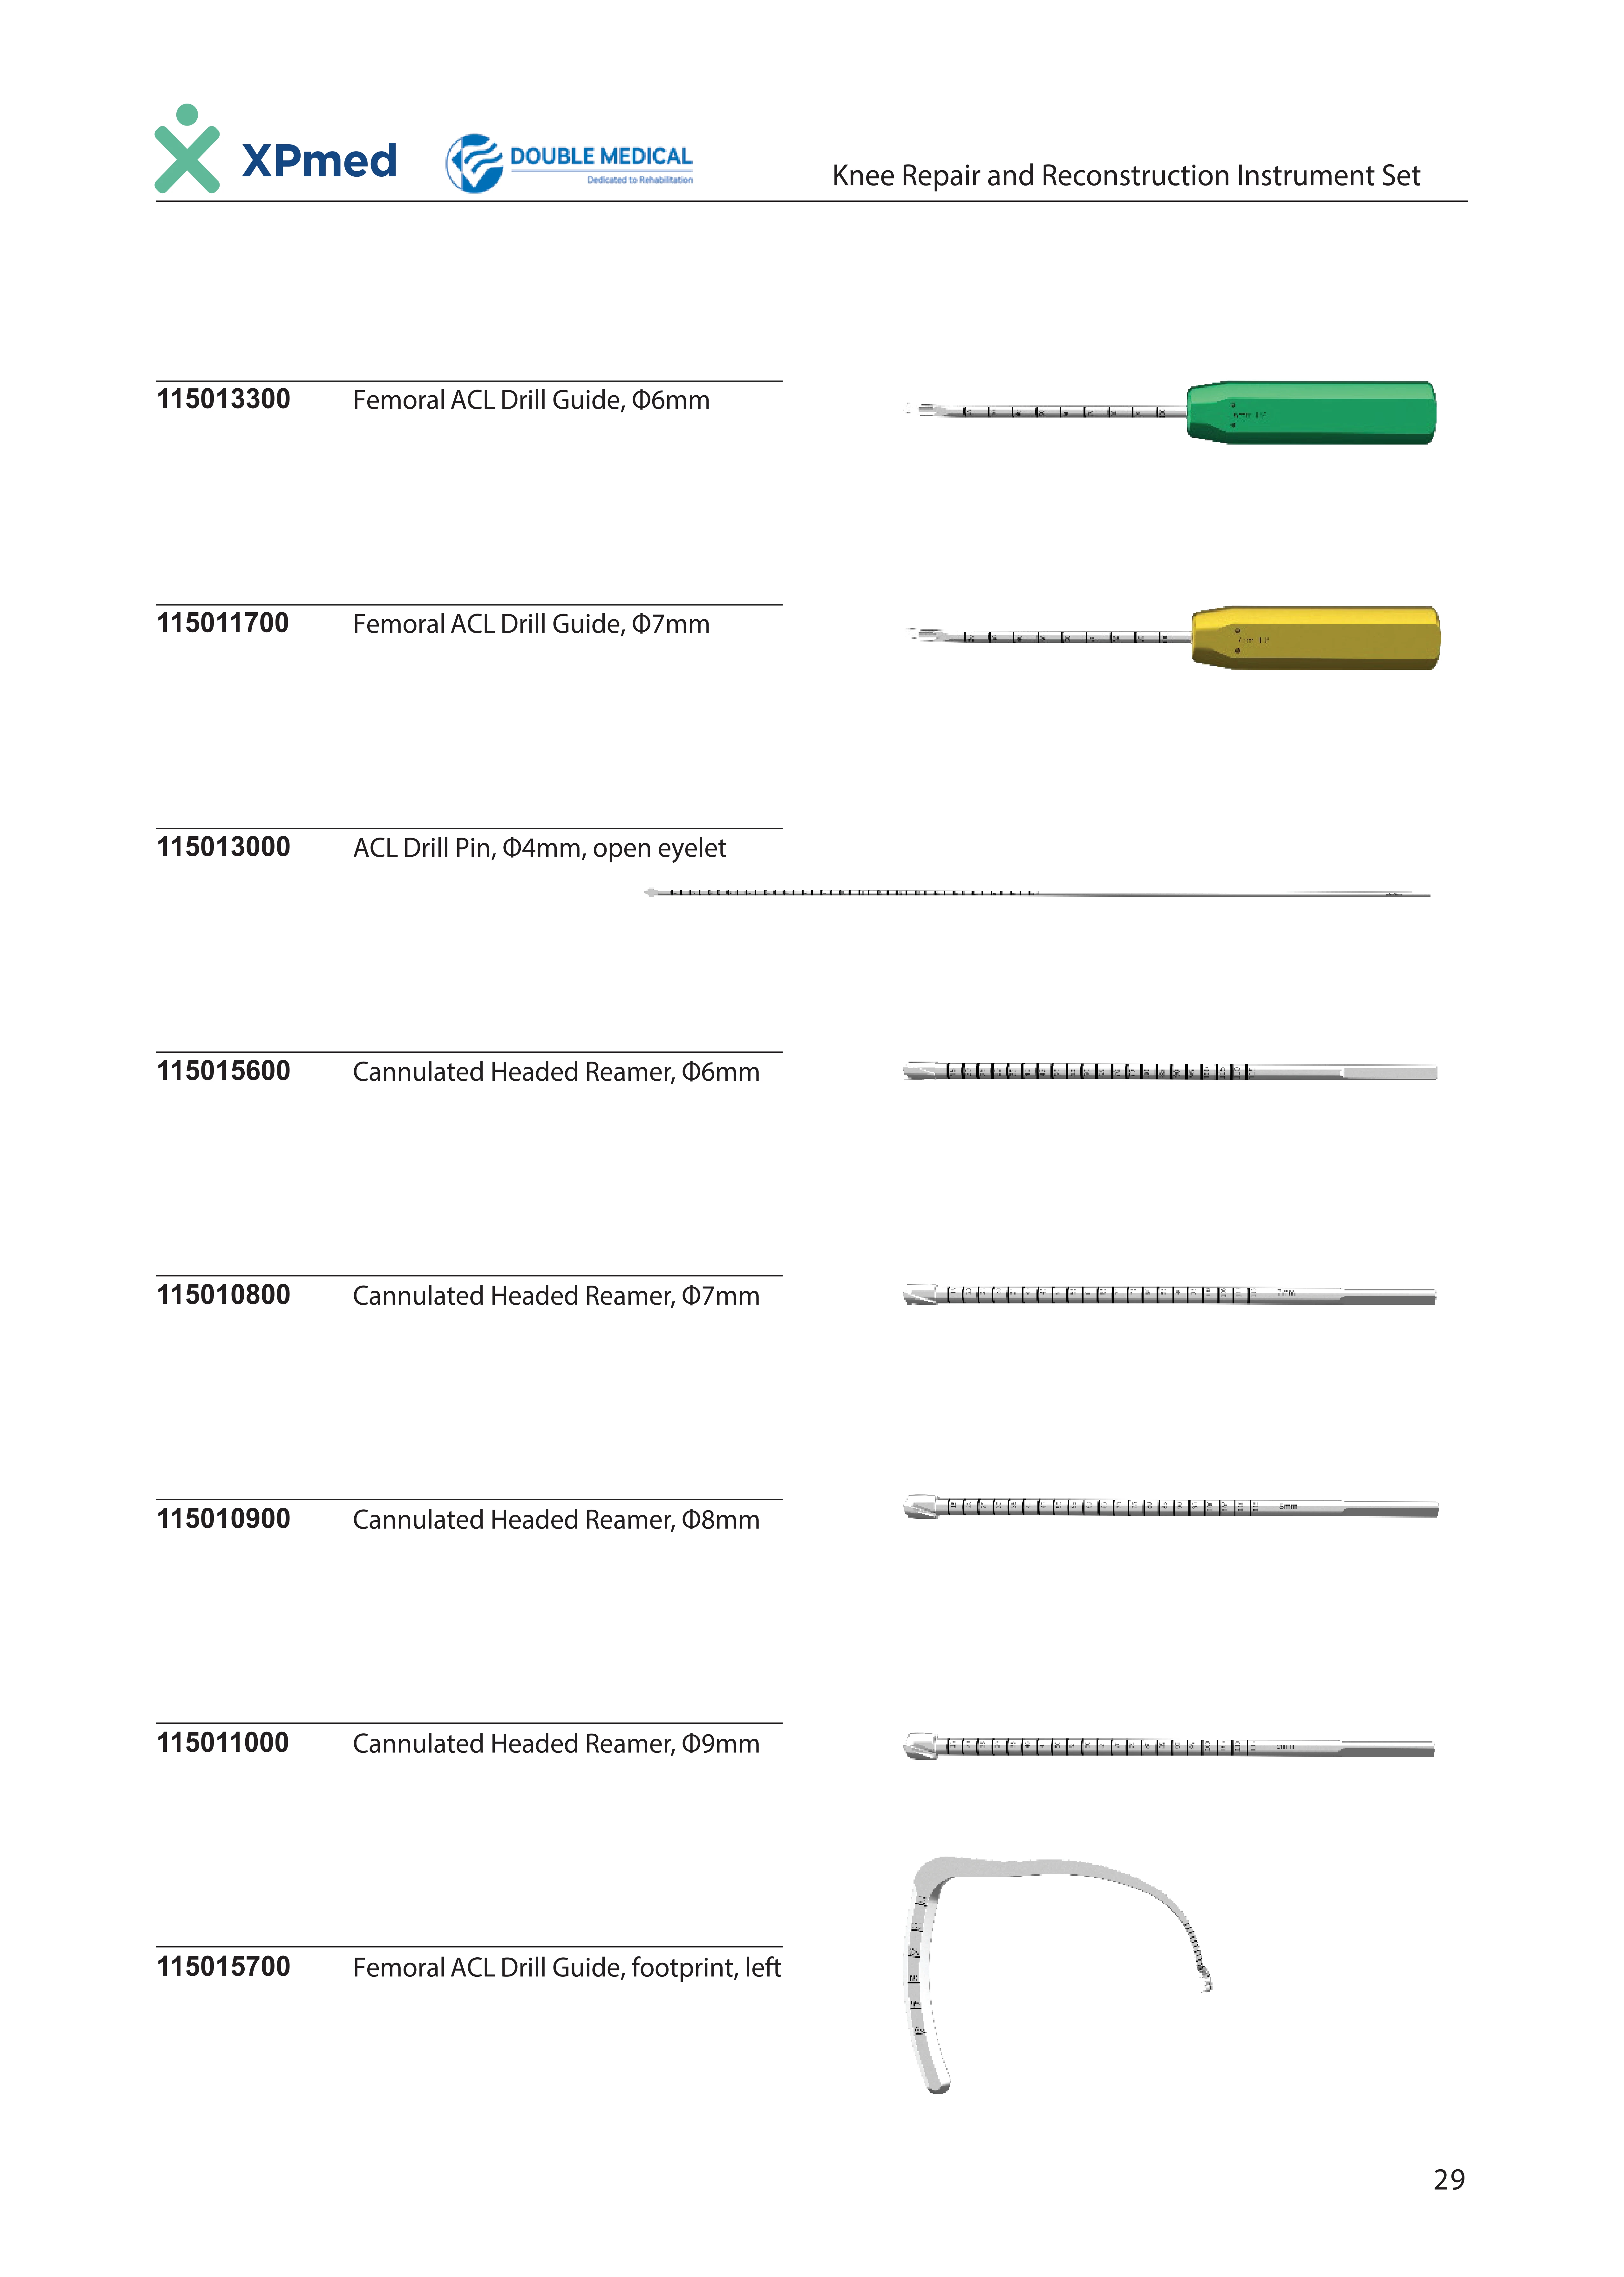 XPmed
DOUBLE MEDICAL
Dedicated to Rehabilitation
Knee Repair and Reconstruction Instrument Set
115013300 Femoral ACL Drill Guide, Φ6mm
115011700 Femoral ACL Drill Guide, Φ7mm
115013000 ACL Drill Pin, Φ4mm, open eyelet
115015600 Cannulated Headed Reamer, Φ6mm
115010800 Cannulated Headed Reamer, Φ7mm
7mm
115010900 Cannulated Headed Reamer, Φ8mm
8mm
115011000 Cannulated Headed Reamer, Φ9mm
115015700 Femoral ACL Drill Guide, footprint, left
29